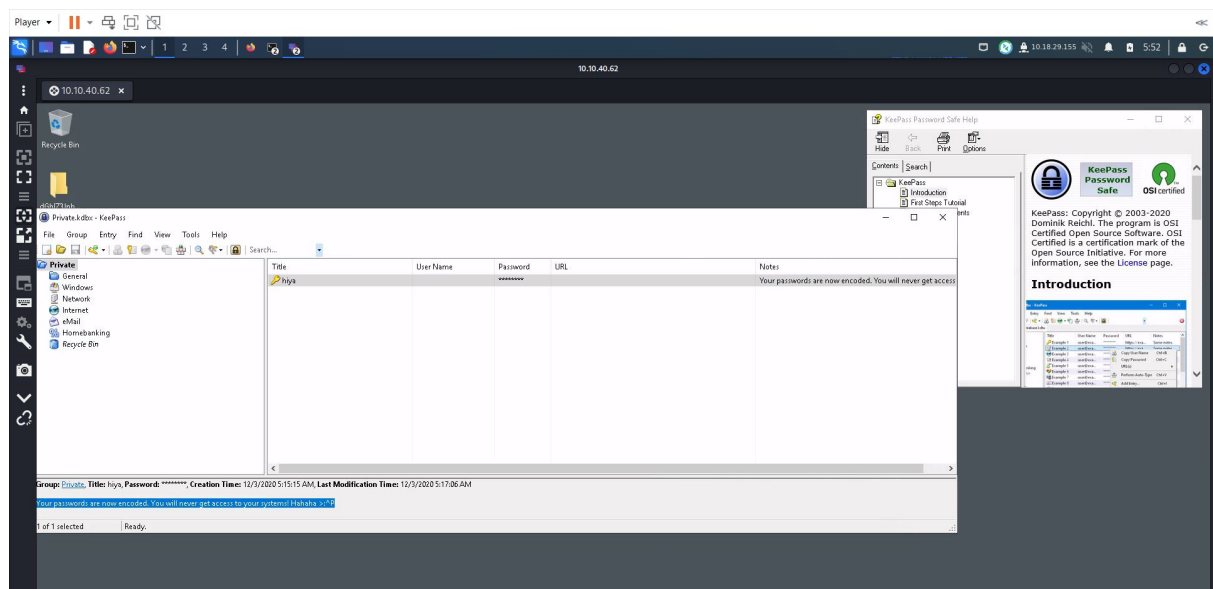 Player
1 2 3 4
10.18.29.155
5:52
10.10.40.62
10.10.40.62
Recycle Bin
KeePass Password Safe Help
Hide Back Print Options
Contents Search
KeePass
Introduction
First Steps Tutorial
KeePass
Password
Safe
OSI certified
KeePass: Copyright © 2003-2020
Dominik Reichl. The program is OSI
Certified Open Source Software. OSI
Certified is a certification mark of the
Open Source Initiative. For more
information, see the License page.
Introduction
Private.kdbx - KeePass
File Group Entry Find View Tools Help
Search...
Private
General
Windows
Network
Internet
eMail
Homebanking
Recycle Bin
Title User Name Password URL Notes
hiya ******** Your passwords are now encoded. You will never get access
Group: Private, Title: hiya, Password: ********, Creation Time: 12/3/2020 5:15:15 AM, Last Modification Time: 12/3/2020 5:17:06 AM
Your passwords are now encoded. You will never get access to your systems! Hahaha >:^P
1 of 1 selected Ready.